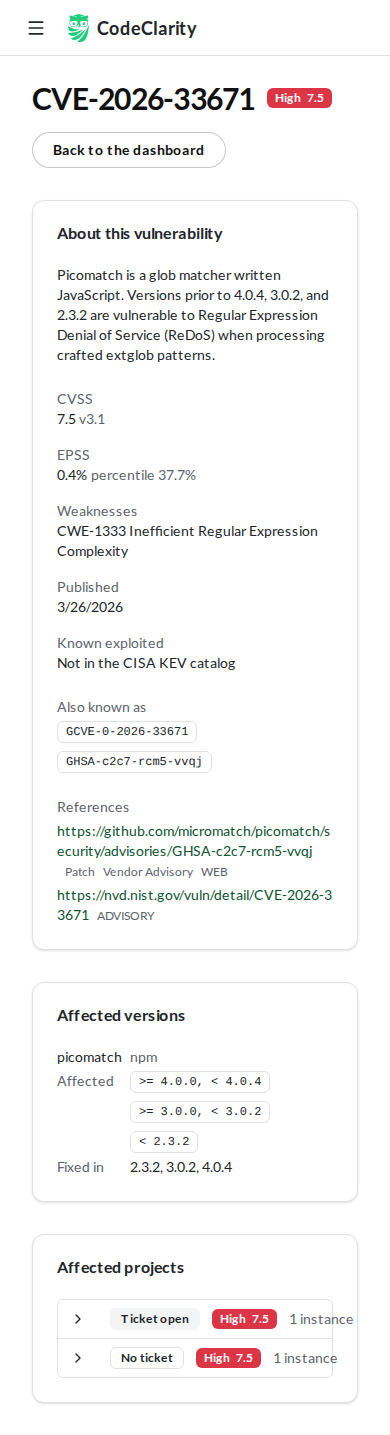 CodeClarity
CVE-2026-33671 High 7.5
Back to the dashboard
About this vulnerability
Picomatch is a glob matcher written
JavaScript. Versions prior to 4.0.4, 3.0.2, and
2.3.2 are vulnerable to Regular Expression
Denial of Service (ReDoS) when processing
crafted extglob patterns.
CVSS
7.5 v3.1
EPSS
0.4% percentile 37.7%
Weaknesses
CWE-1333 Inefficient Regular Expression
Complexity
Published
3/26/2026
Known exploited
Not in the CISA KEV catalog
Also known as
GCVE-0-2026-33671
GHSA-c2c7-rcm5-vvqj
References
https://github.com/micromatch/picomatch/s
ecurity/advisories/GHSA-c2c7-rcm5-vvqj
Patch Vendor Advisory WEB
https://nvd.nist.gov/vuln/detail/CVE-2026-3
3671 ADVISORY
Affected versions
picomatch npm
Affected >= 4.0.0, < 4.0.4
>= 3.0.0, < 3.0.2
< 2.3.2
Fixed in 2.3.2, 3.0.2, 4.0.4
Affected projects
Ticket open High 7.5 1 instance
No ticket High 7.5 1 instance